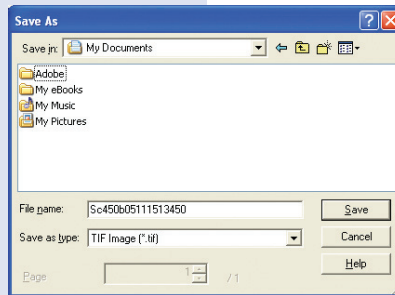 Save As
Save in: My Documents
Adobe
My eBooks
My Music
My Pictures
File name: Sc450b05111513450 Save
Save as type: TIF Image (*.tif) Cancel
Help
Page 1 / 1